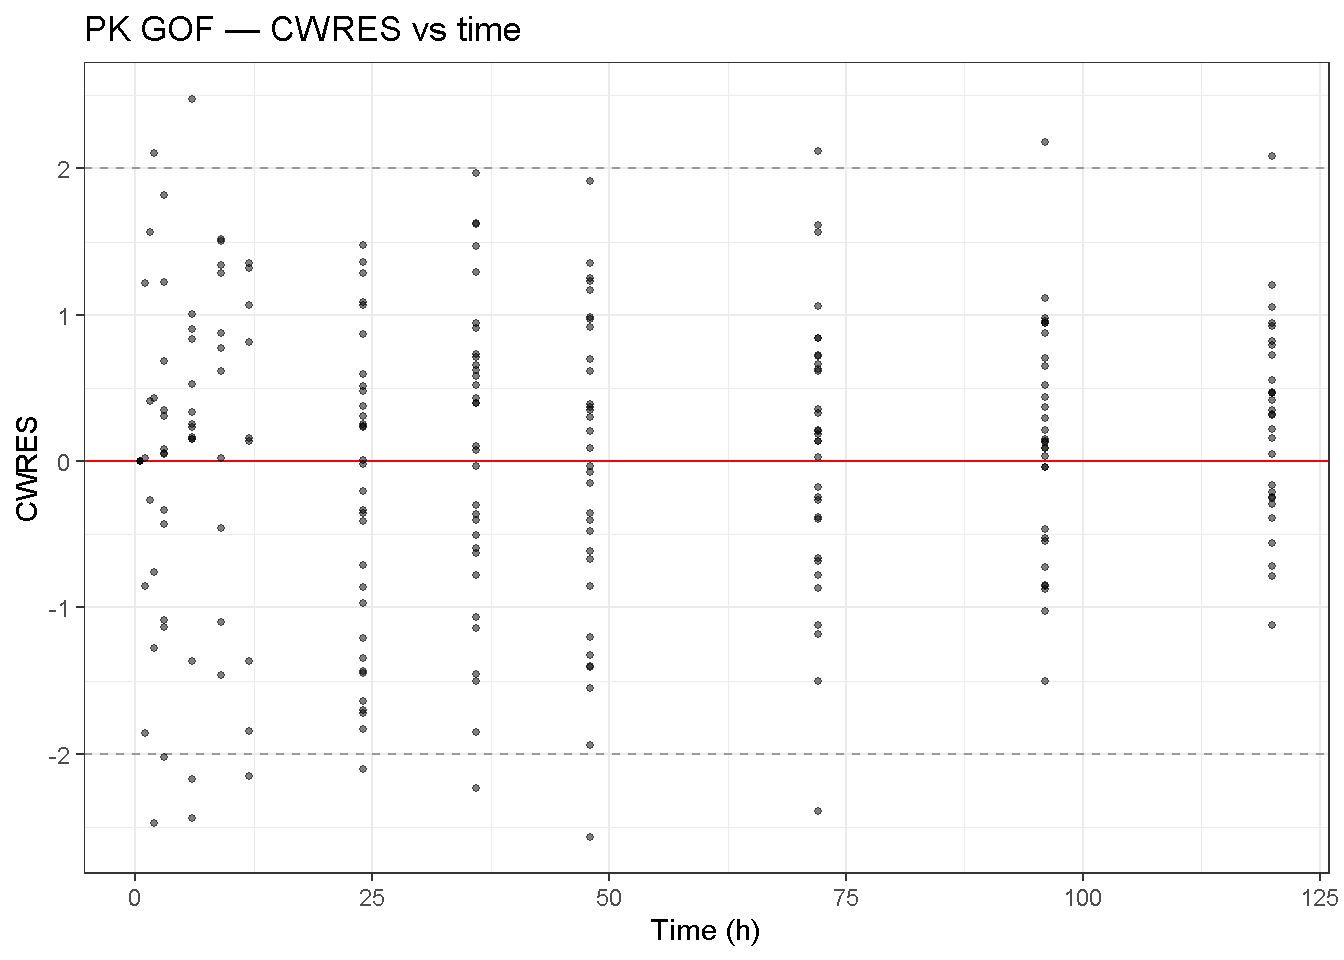 PK GOF — CWRES vs time
2
1
0
-1
-2
CWRES
0 25 50 75 100 125
Time (h)